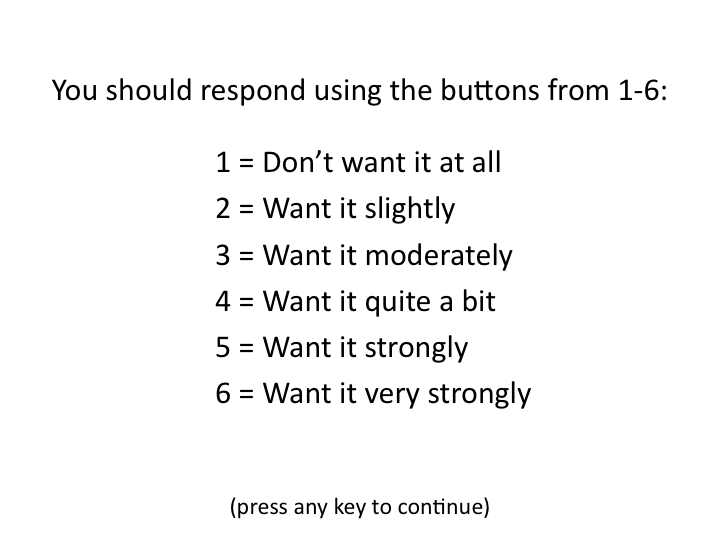 You should respond using the buttons from 1-6:
1 = Don’t want it at all
2 = Want it slightly
3 = Want it moderately
4 = Want it quite a bit
5 = Want it strongly
6 = Want it very strongly
(press any key to continue)